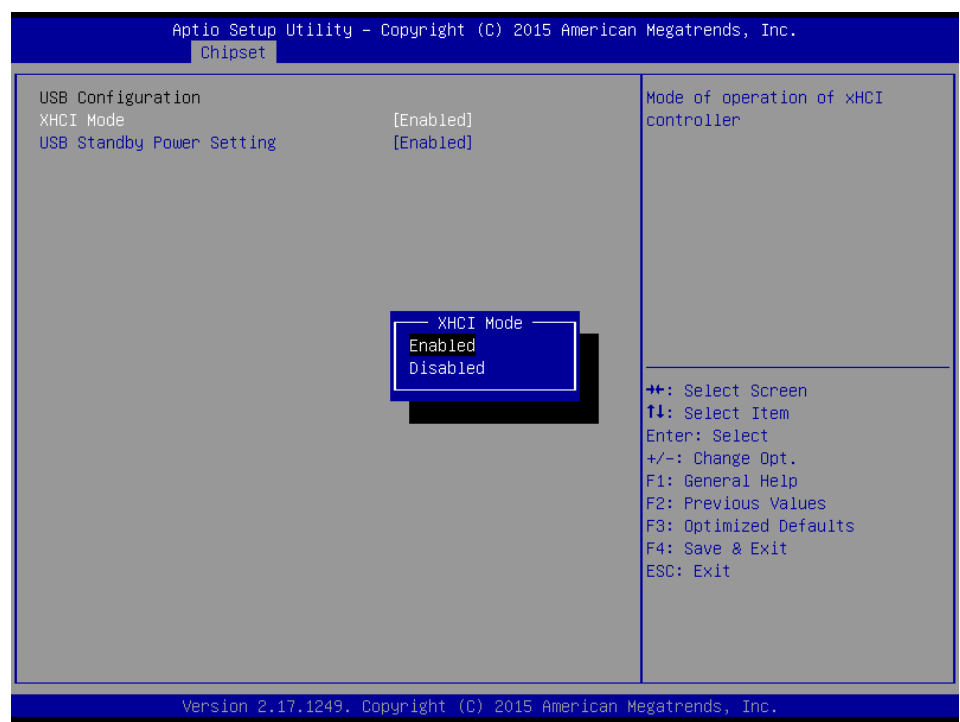 Aptio Setup Utility – Copyright (C) 2015 American Megatrends, Inc.
Chipset
USB Configuration
XHCI Mode [Enabled]
USB Standby Power Setting [Enabled]
Mode of operation of xHCI
controller
XHCI Mode
Enabled
Disabled
→←: Select Screen
↑↓: Select Item
Enter: Select
+/-: Change Opt.
F1: General Help
F2: Previous Values
F3: Optimized Defaults
F4: Save & Exit
ESC: Exit
Version 2.17.1249. Copyright (C) 2015 American Megatrends, Inc.